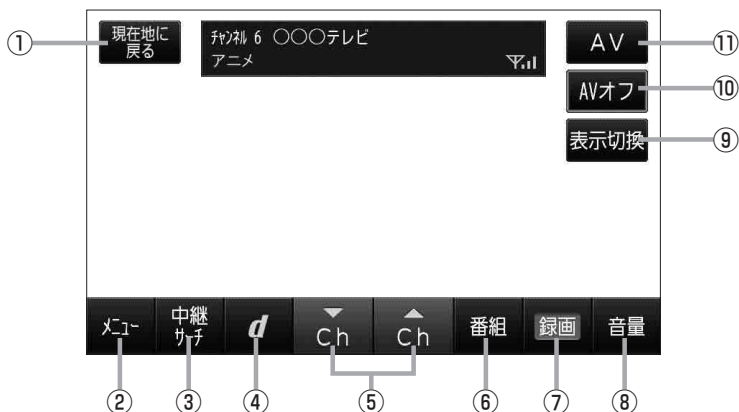 ①
現在地に
戻る
チャンネル 6 ○○○テレビ
アニメ
AV
⑪
AVオフ
⑩
表示切換
⑨
メニュー
中継
サーチ
d
Ch
Ch
番組
録画
音量
②
③
④
⑤
⑥
⑦
⑧